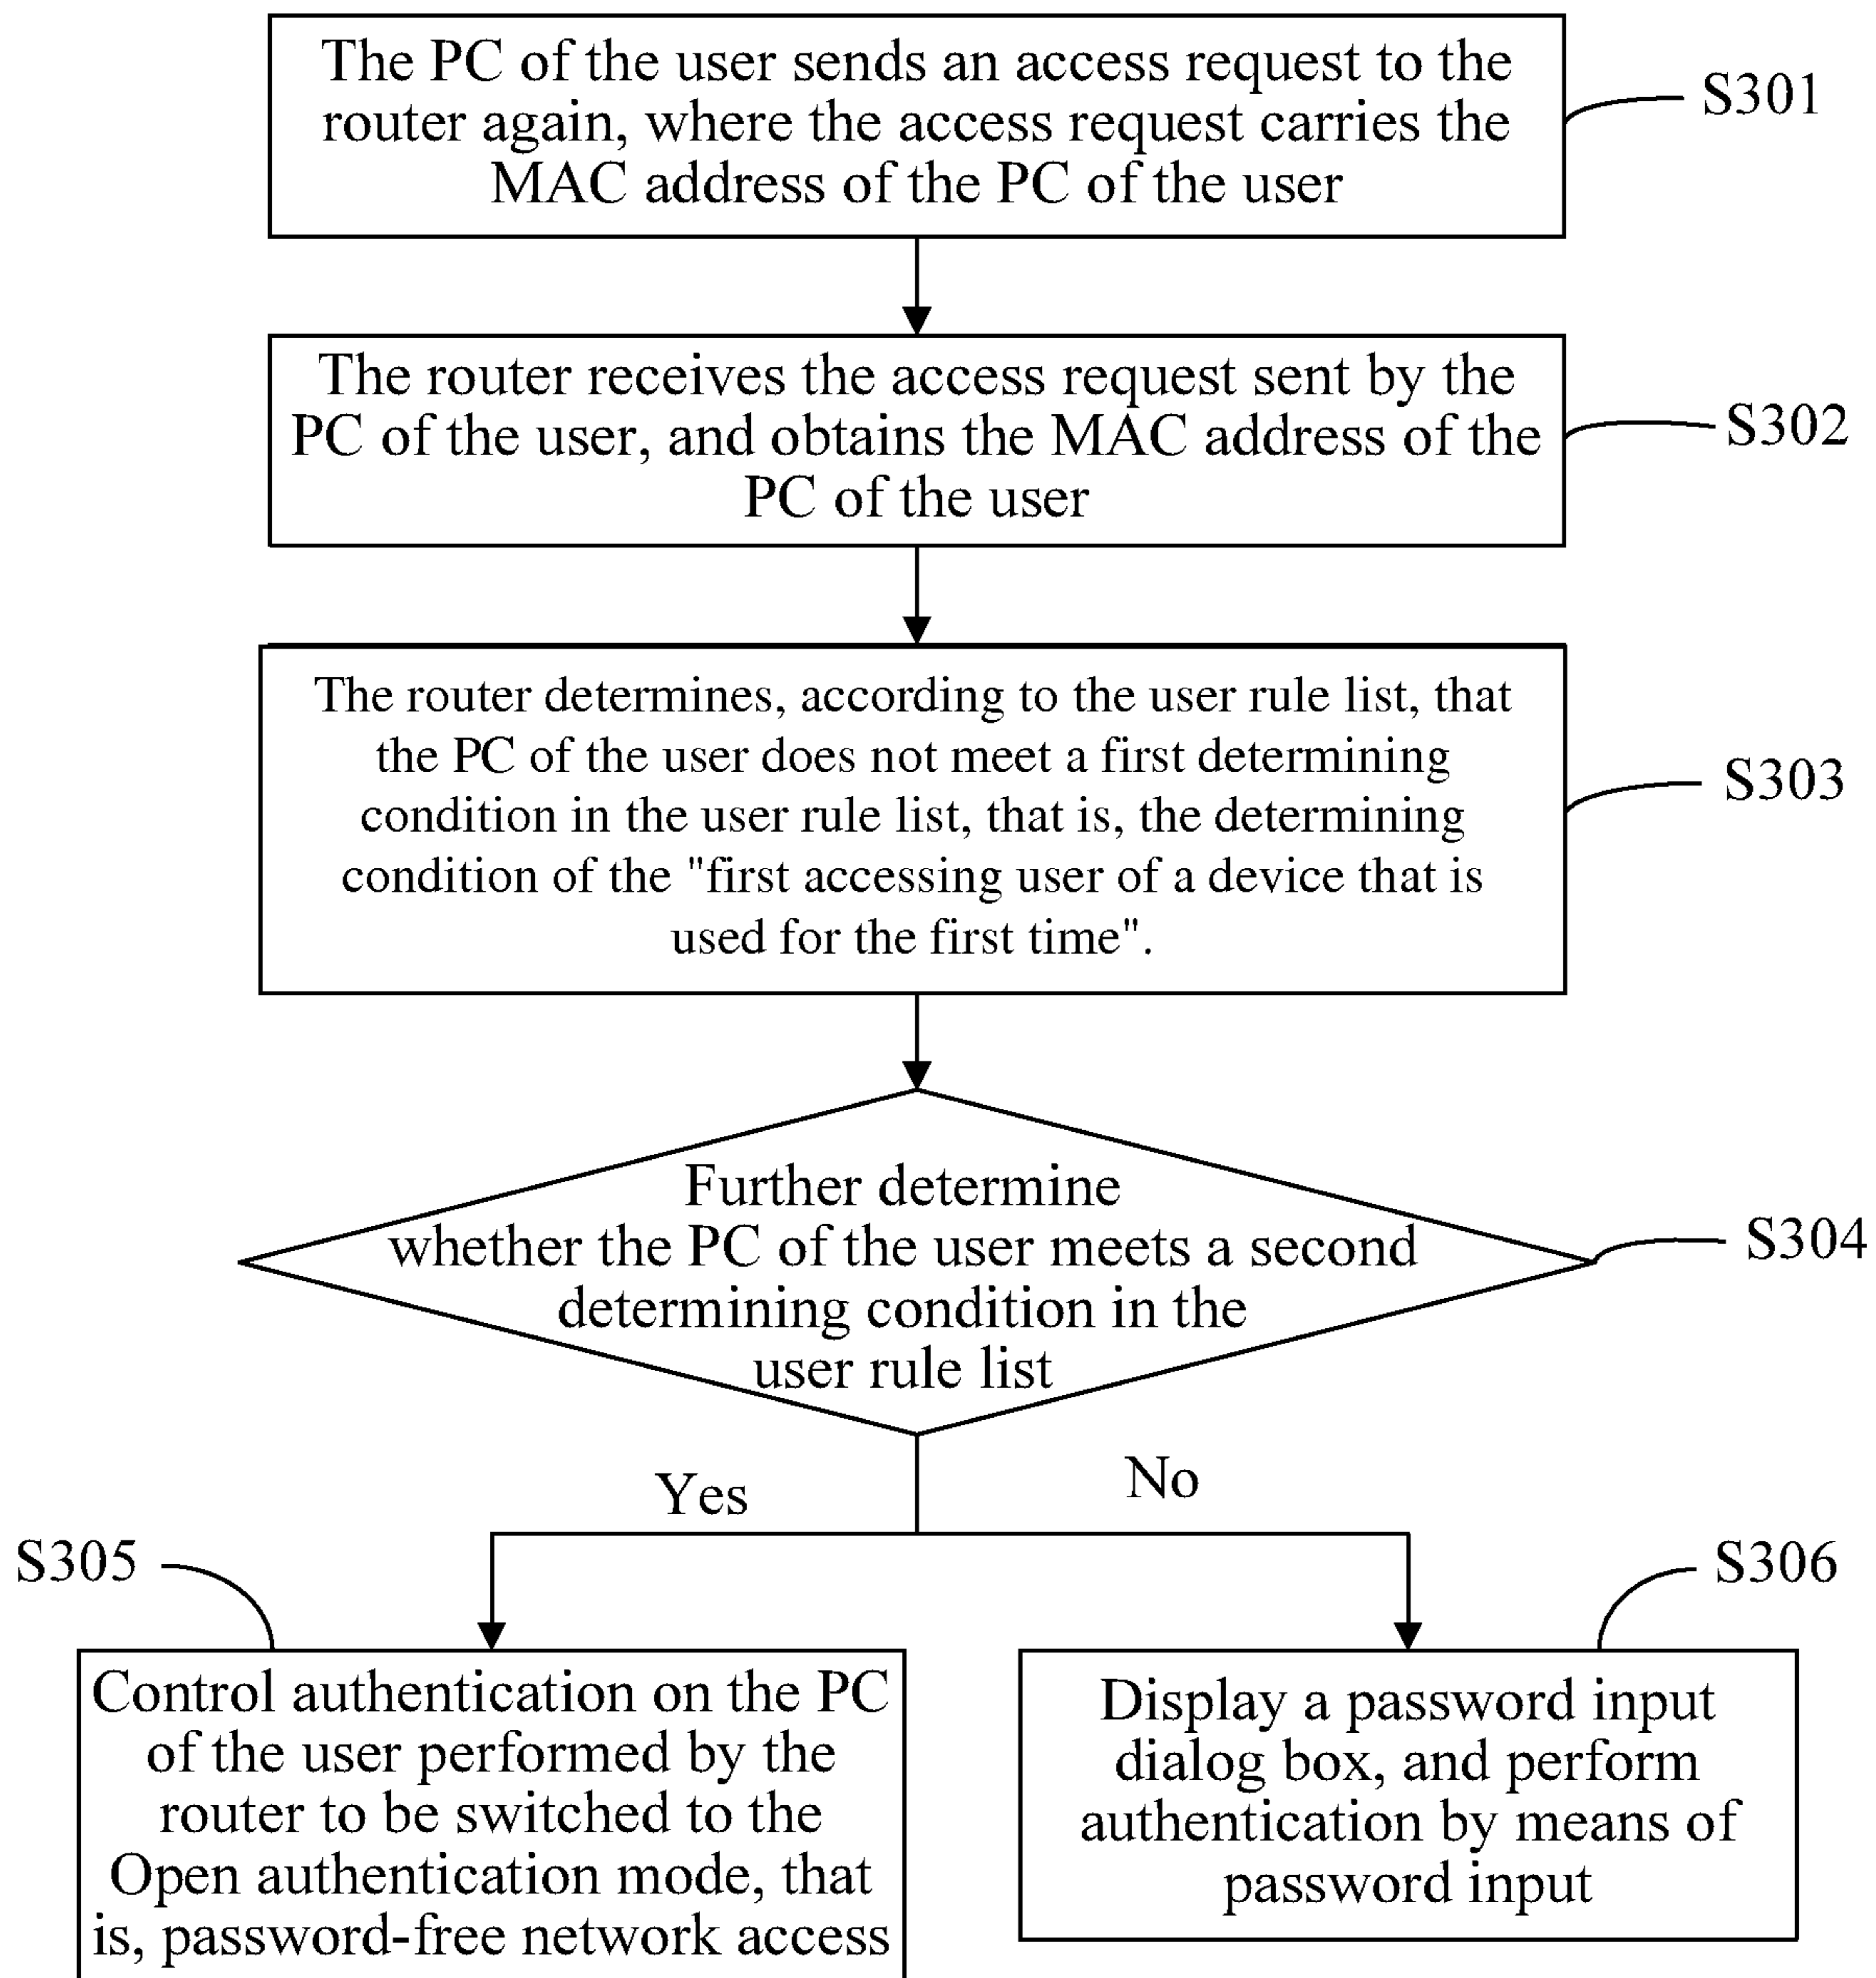 The PC of the user sends an access request to the
router again, where the access request carries the
MAC address of the PC of the user
S301
The router receives the access request sent by the
PC of the user, and obtains the MAC address of the
PC of the user
S302
The router determines, according to the user rule list, that
the PC of the user does not meet a first determining
condition in the user rule list, that is, the determining
condition of the "first accessing user of a device that is
used for the first time".
S303
Further determine
whether the PC of the user meets a second
determining condition in the
user rule list
S304
Yes
No
S305
Control authentication on the PC
of the user performed by the
router to be switched to the
Open authentication mode, that
is, password-free network access
S306
Display a password input
dialog box, and perform
authentication by means of
password input